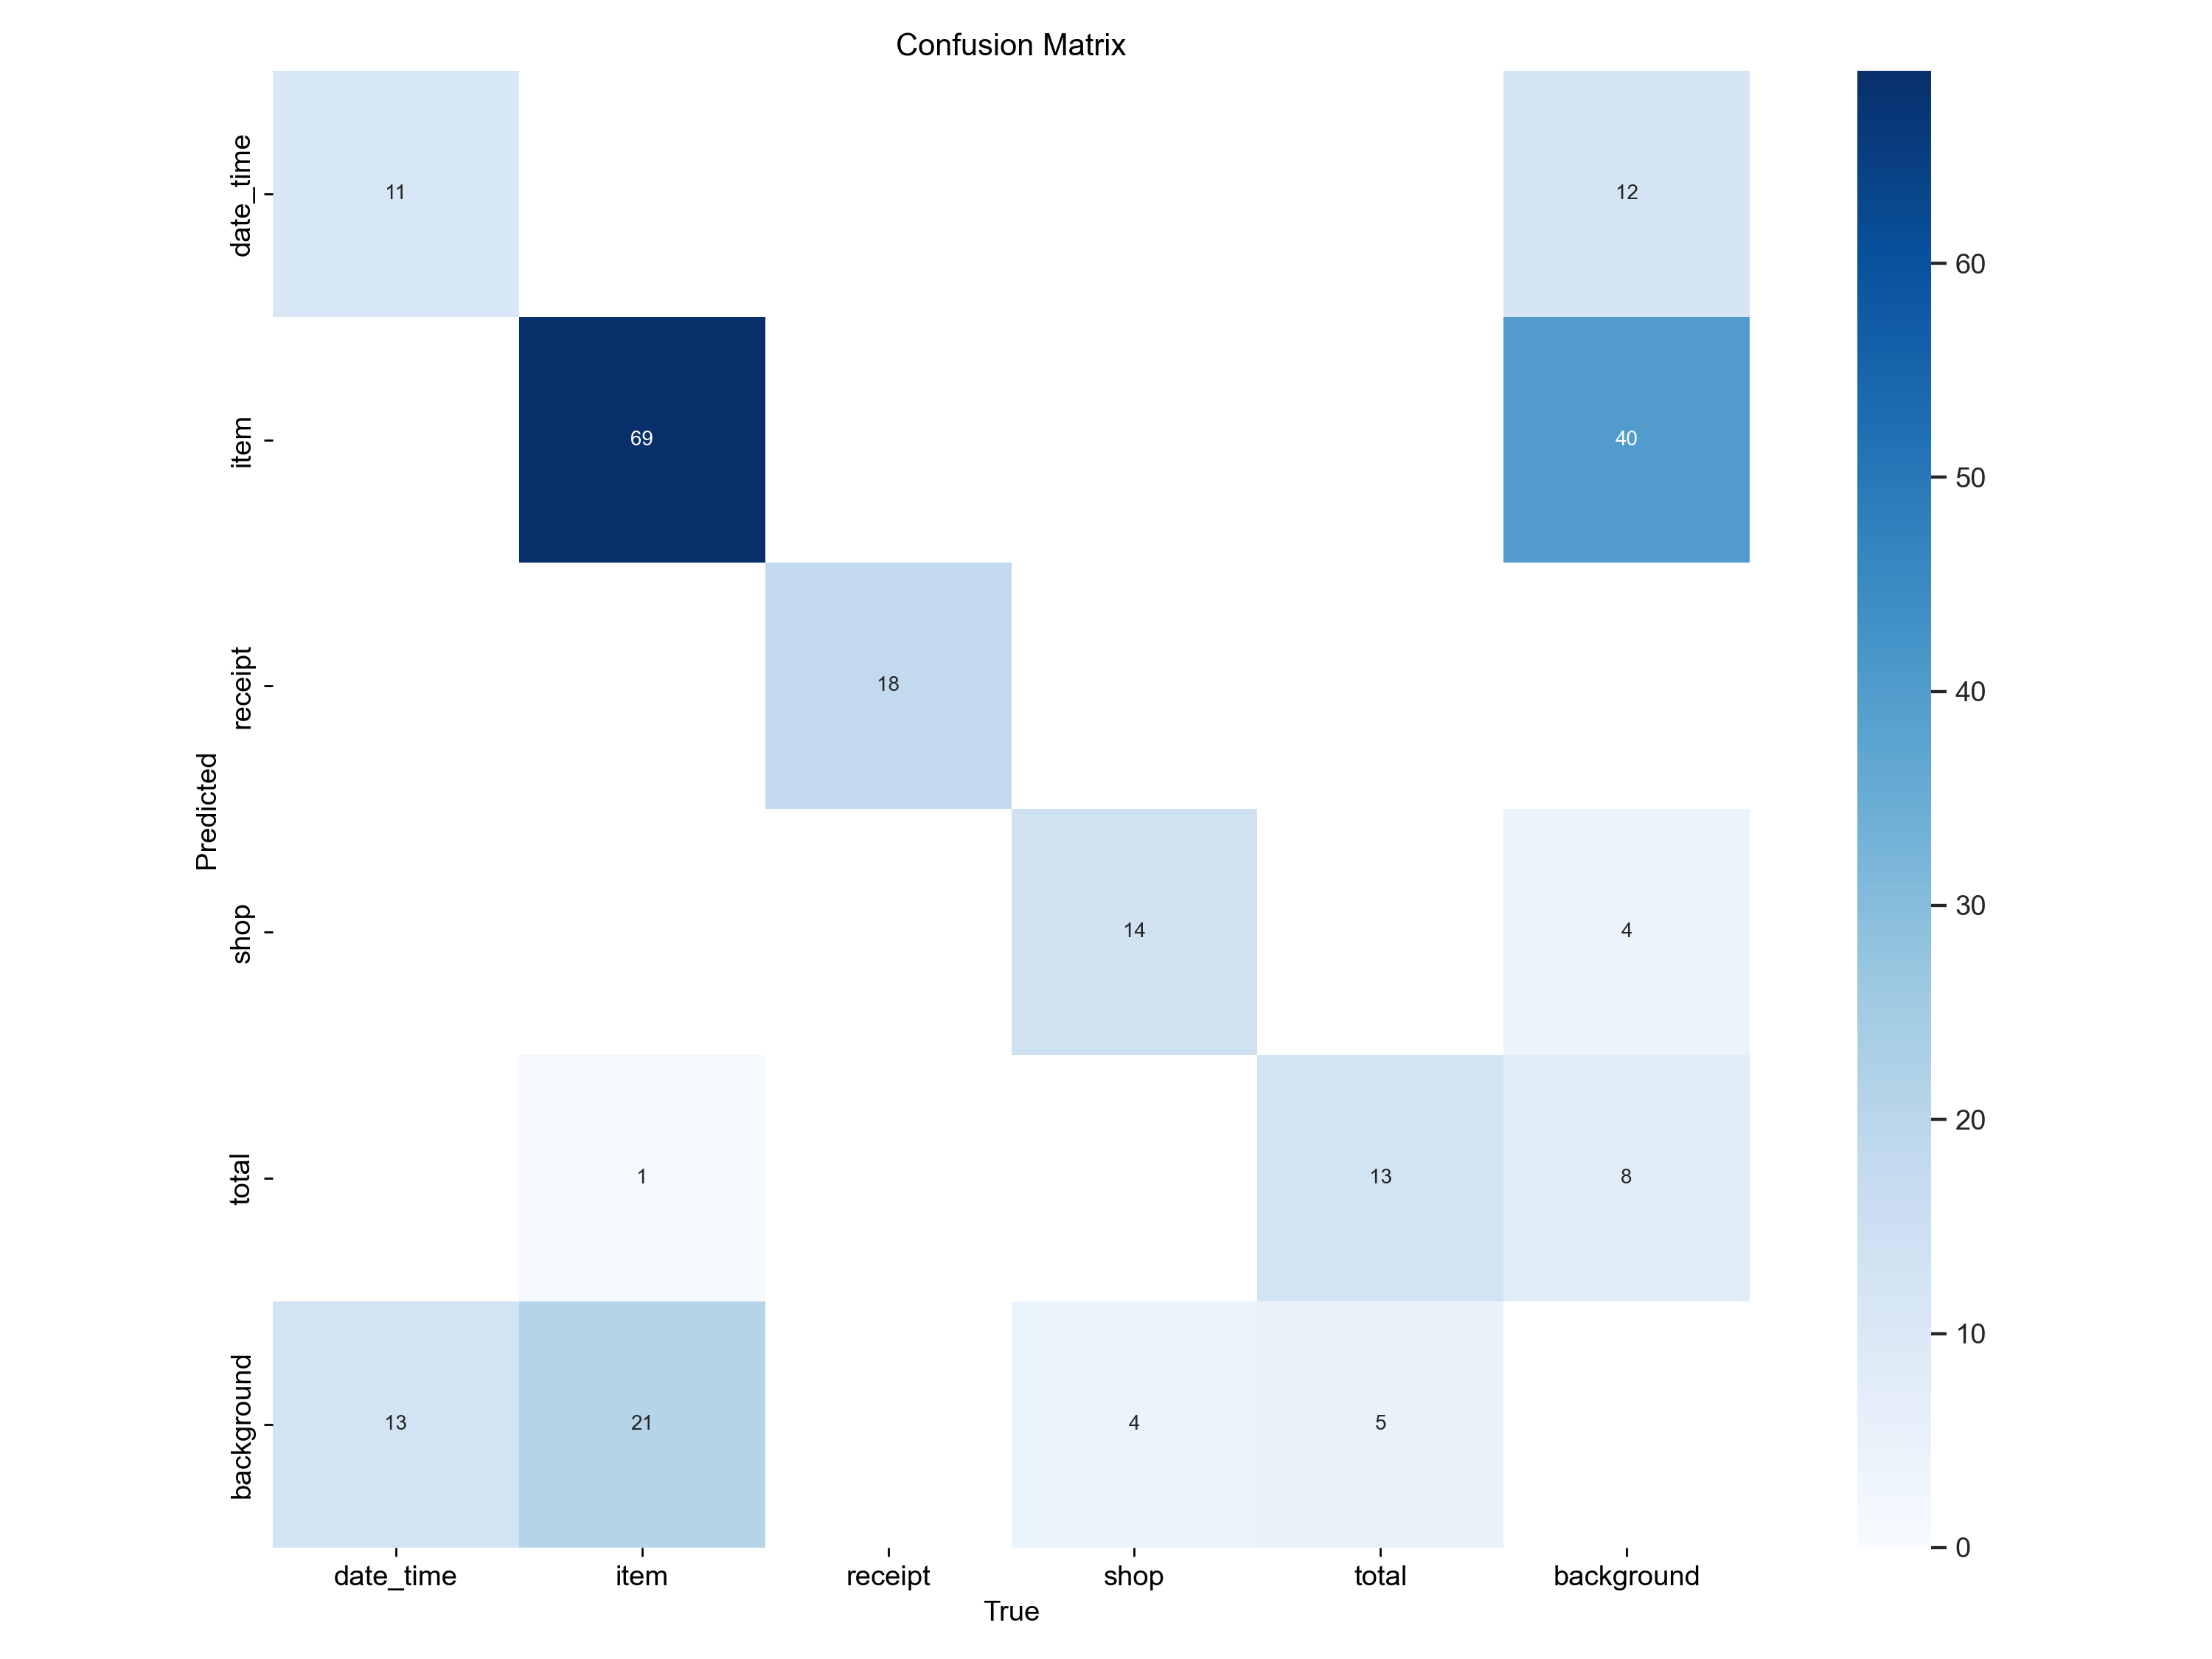 Confusion Matrix
date_time
11
12
60
item
69
40
50
receipt
18
40
Predicted
shop
14
4
30
total
1
13
8
20
background
13
21
4
5
10
0
date_time item receipt shop total background
True